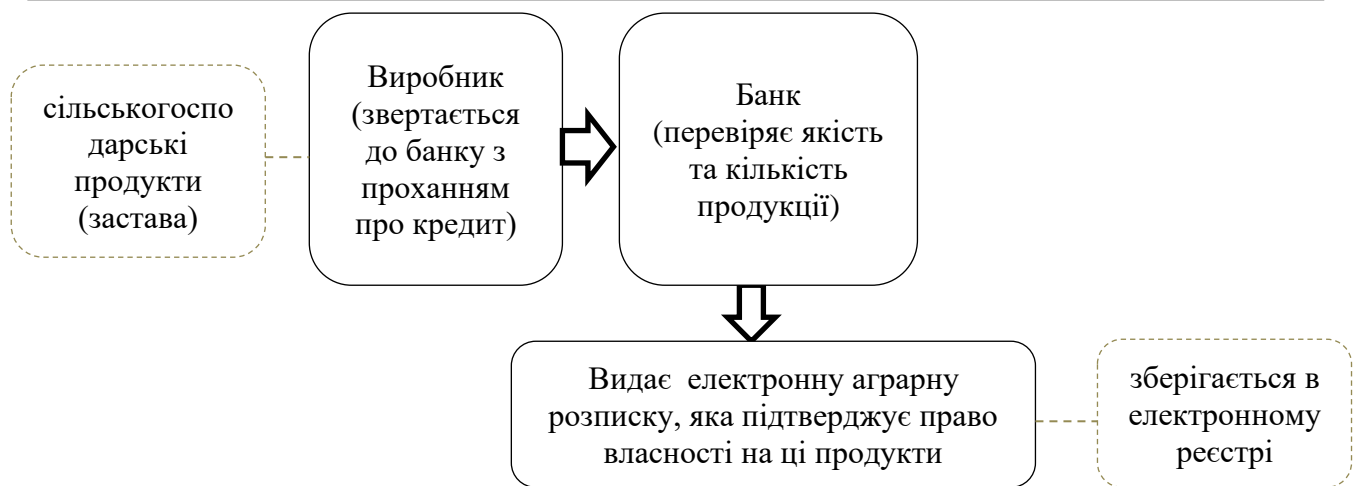 сільськогоспо
дарські
продукти
(застава)
Виробник
(звертається
до банку з
проханням
про кредит)
Банк
(перевіряє якість
та кількість
продукції)
Видає електронну аграрну
розписку, яка підтверджує право
власності на ці продукти
зберігається в
електронному
реєстрі